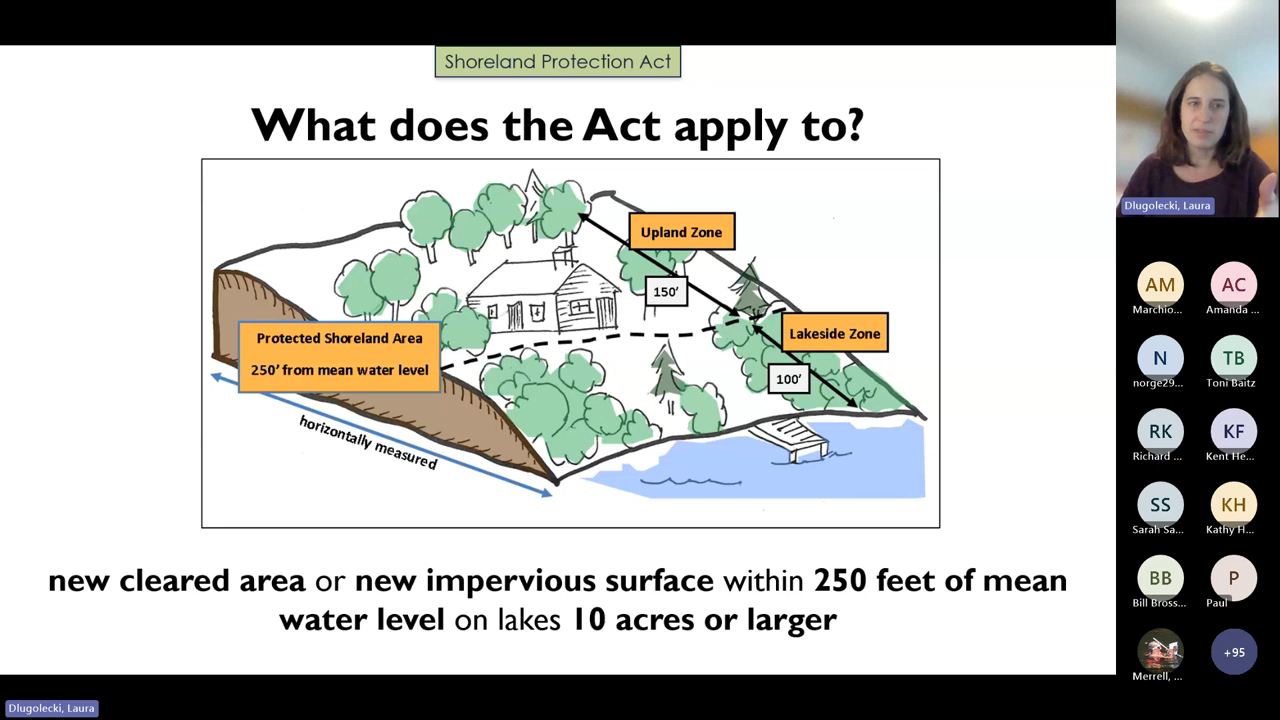 Shoreland Protection Act
What does the Act apply to?
Upland Zone
150’
Protected Shoreland Area
250’ from mean water level
Lakeside Zone
100’
horizontally measured
new cleared area or new impervious surface within 250 feet of mean
water level on lakes 10 acres or larger
Dlugolecki, Laura
AM
Marchio...
AC
Amanda ...
N
norge29...
TB
Toni Baitz
RK
Richard ...
KF
Kent He...
SS
Sarah Sa...
KH
Kathy H...
BB
Bill Bross...
P
Paul
Merrell, ...
+95
Dlugolecki, Laura